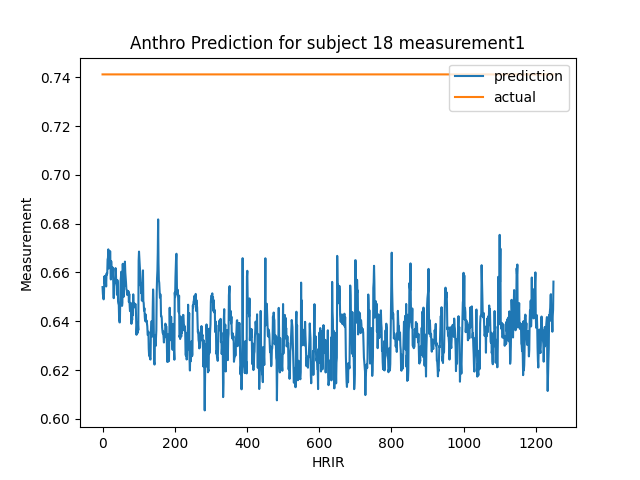 Anthro Prediction for subject 18 measurement1
prediction
actual
Measurement
0.74
0.72
0.70
0.68
0.66
0.64
0.62
0.60
0 200 400 600 800 1000 1200
HRIR